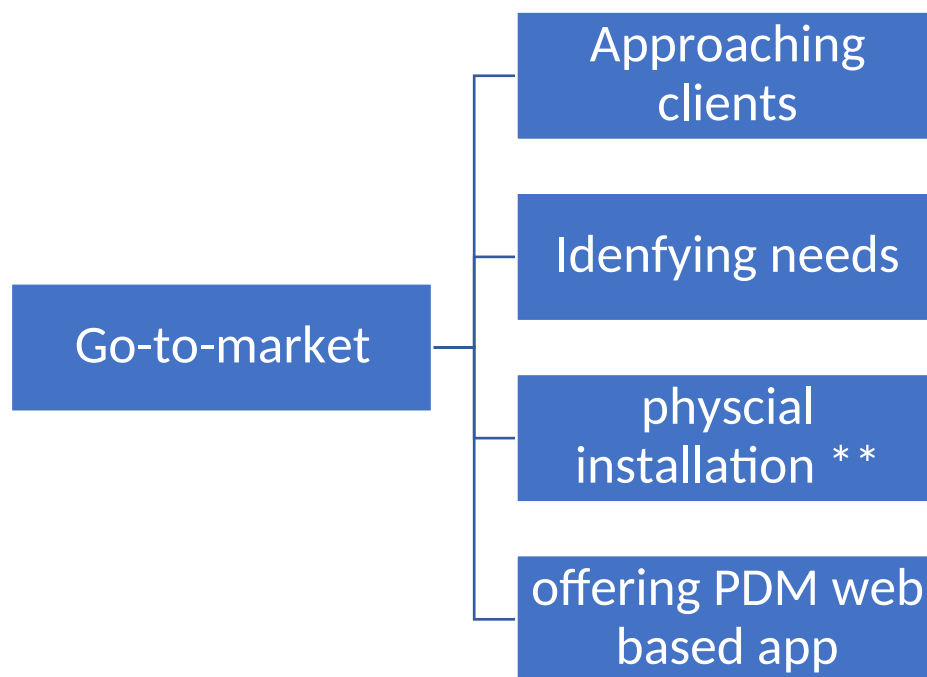 Approaching
clients
Idenfying needs
Go-to-market
physcial
installation **
offering PDM web
based app